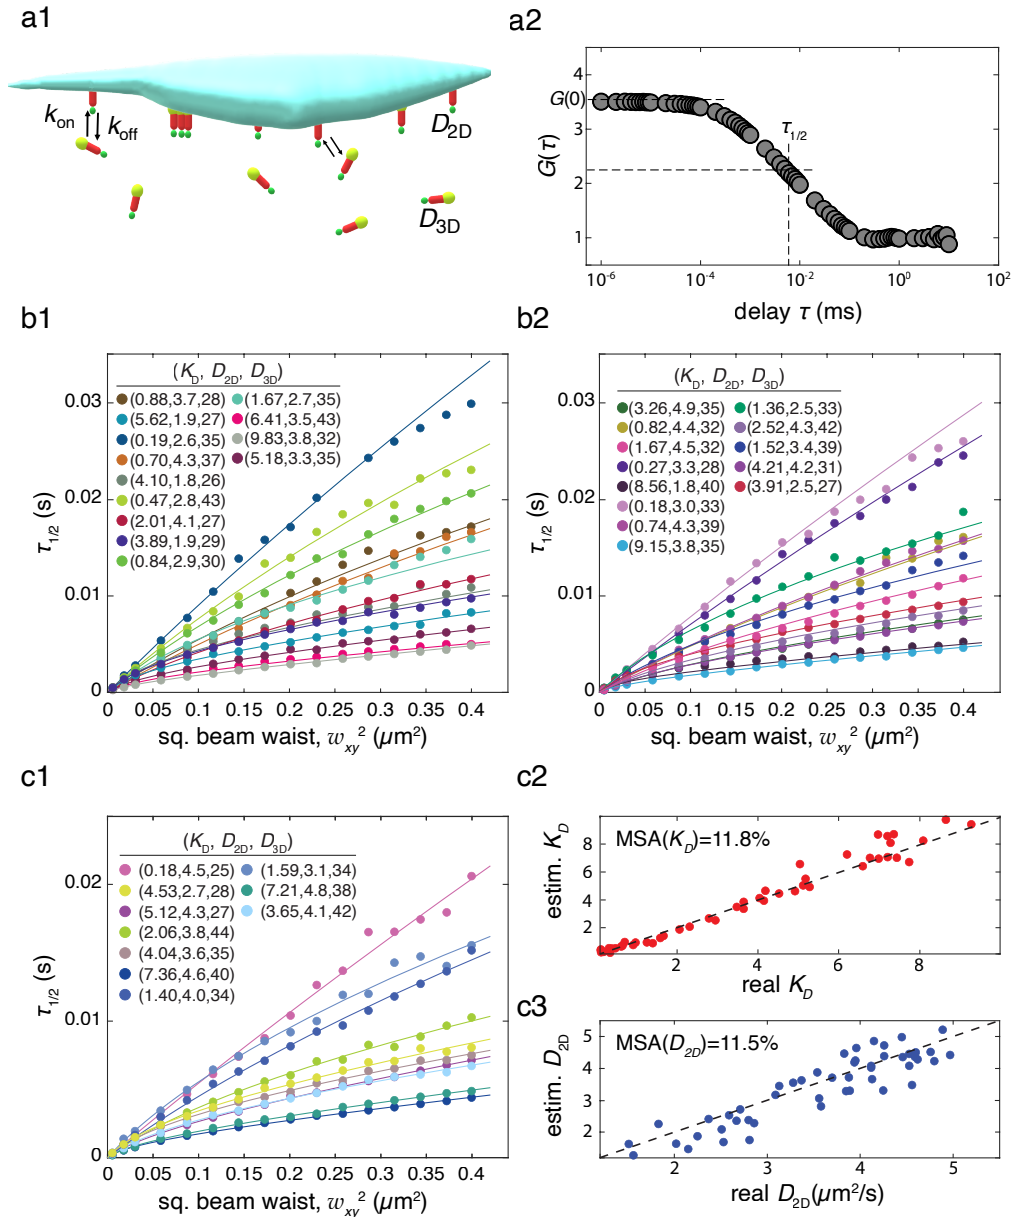 a1
k_on
k_off
D_2D
D_3D
a2
4
G(0)
3
2
1
G(τ)
τ_1/2
10^-6
10^-4
10^-2
10^0
10^2
delay τ (ms)
b1
(K_D, D_2D, D_3D)
(0.88,3.7,28)
(5.62,1.9,27)
(0.19,2.6,35)
(0.70,4.3,37)
(4.10,1.8,26)
(0.47,2.8,43)
(2.01,4.1,27)
(3.89,1.9,29)
(0.84,2.9,30)
(1.67,2.7,35)
(6.41,3.5,43)
(9.83,3.8,32)
(5.18,3.3,35)
0.03
0.02
0.01
0
τ_1/2 (s)
0 0.05 0.1 0.15 0.2 0.25 0.3 0.35 0.4
sq. beam waist, w_xy^2 (µm²)
b2
(K_D, D_2D, D_3D)
(3.26,4.9,35)
(0.82,4.4,32)
(1.67,4.5,32)
(0.27,3.3,28)
(8.56,1.8,40)
(0.18,3.0,33)
(0.74,4.3,39)
(9.15,3.8,35)
(1.36,2.5,33)
(2.52,4.3,42)
(1.52,3.4,39)
(4.21,4.2,31)
(3.91,2.5,27)
0.03
0.02
0.01
0
τ_1/2 (s)
0 0.05 0.1 0.15 0.2 0.25 0.3 0.35 0.4
sq. beam waist, w_xy^2 (µm²)
c1
(K_D, D_2D, D_3D)
(0.18,4.5,25)
(4.53,2.7,28)
(5.12,4.3,27)
(2.06,3.8,44)
(4.04,3.6,35)
(7.36,4.6,40)
(1.40,4.0,34)
(1.59,3.1,34)
(7.21,4.8,38)
(3.65,4.1,42)
0.02
0.01
0
τ_1/2 (s)
0 0.05 0.1 0.15 0.2 0.25 0.3 0.35 0.4
sq. beam waist, w_xy^2 (µm²)
c2
MSA(K_D)=11.8%
8
6
4
2
estim. K_D
2 4 6 8
real K_D
c3
MSA(D_2D)=11.5%
5
4
3
2
estim. D_2D
2 3 4 5
real D_2D(µm²/s)